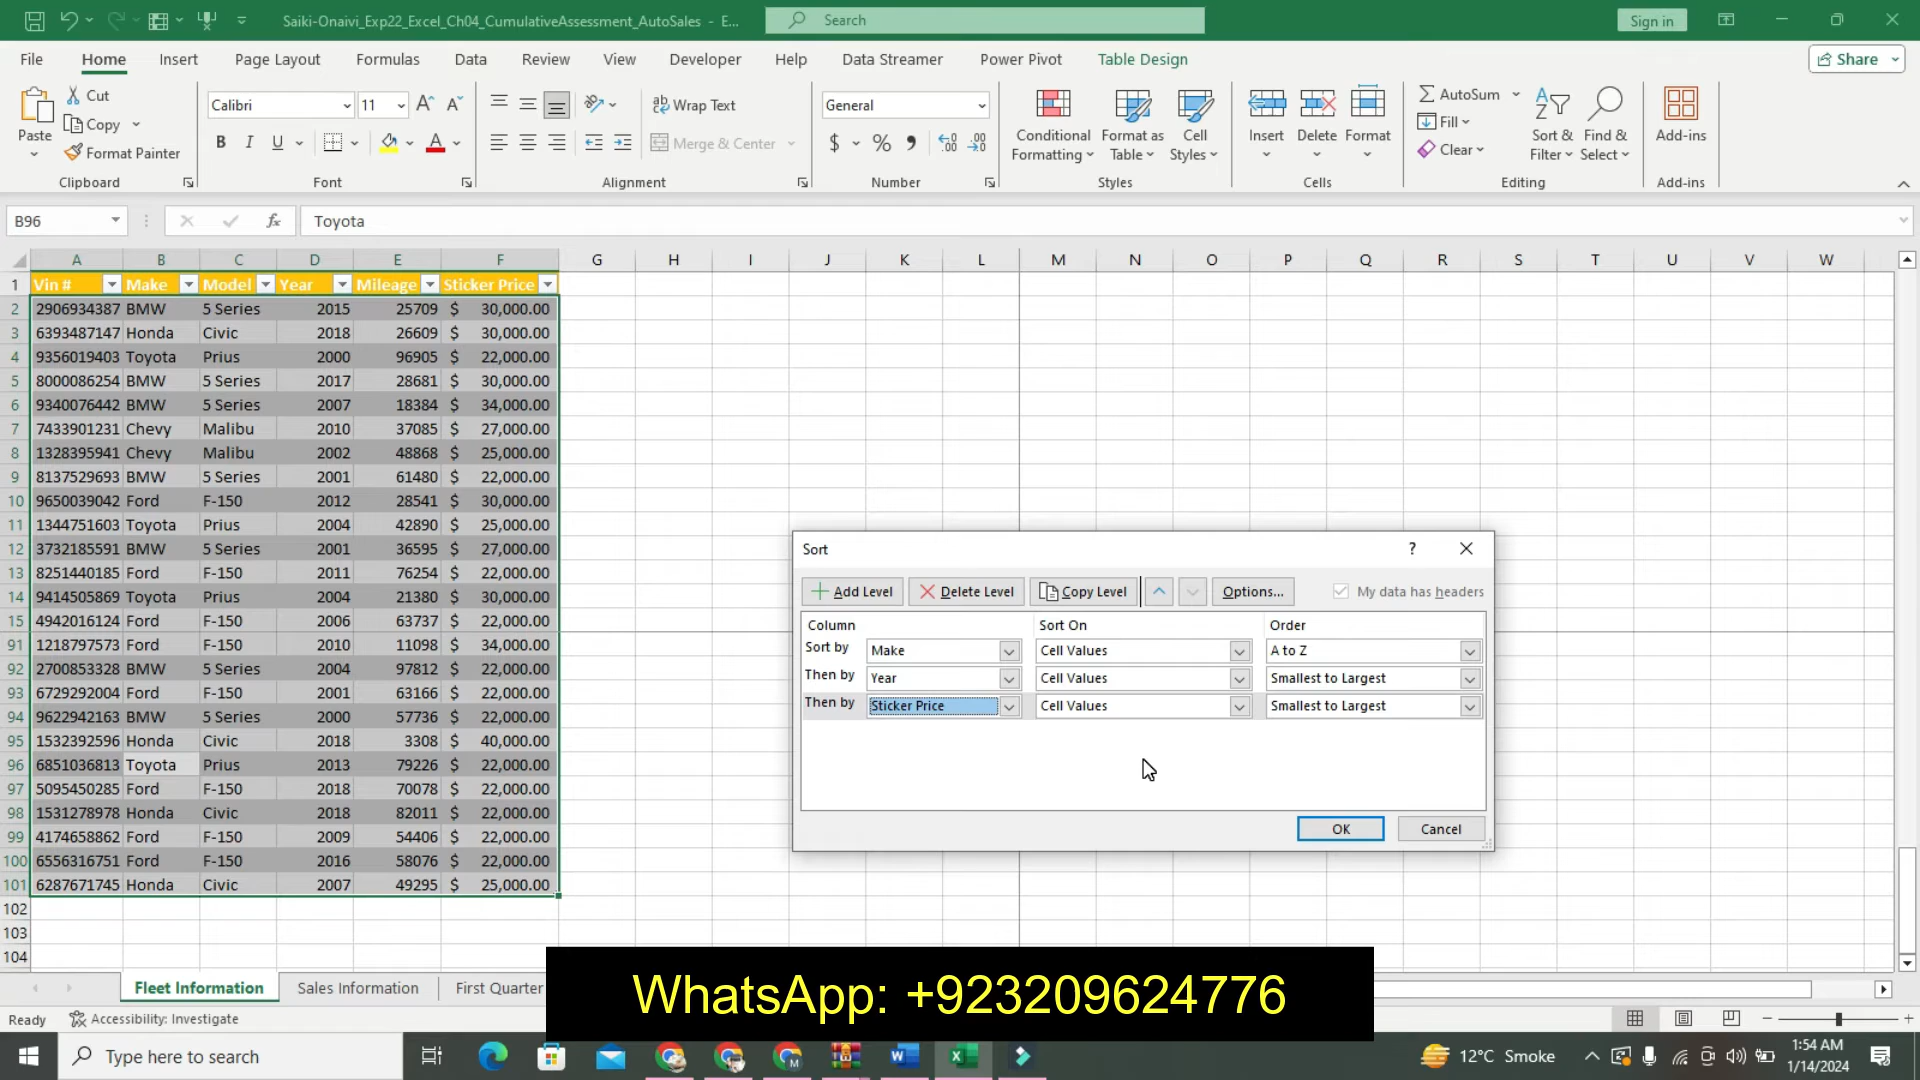 Saiki-Onaivi_Exp22_Excel_Ch04_CumulativeAssessment_AutoSales - E...
Search
Sign in
File Home Insert Page Layout Formulas Data Review View Developer Help Data Streamer Power Pivot Table Design
Share
Paste
Cut
Copy
Format Painter
Clipboard
Calibri 11
B I U
Font
Wrap Text
Merge & Center
Alignment
General
$ % ,
Number
Conditional Formatting
Format as Table
Cell Styles
Styles
Insert Delete Format
Cells
AutoSum
Fill
Clear
Sort & Filter
Find & Select
Editing
Add-ins
Add-ins
B96 fx Toyota
A B C D E F G H I J K L M N O P Q R S T U V W
1 Vin # Make Model Year Mileage Sticker Price
2 2906934387 BMW 5 Series 2015 25709 $ 30,000.00
3 6393487147 Honda Civic 2018 26609 $ 30,000.00
4 9356019403 Toyota Prius 2000 96905 $ 22,000.00
5 8000086254 BMW 5 Series 2017 28681 $ 30,000.00
6 9340076442 BMW 5 Series 2007 18384 $ 34,000.00
7 7433901231 Chevy Malibu 2010 37085 $ 27,000.00
8 1328395941 Chevy Malibu 2002 48868 $ 25,000.00
9 8137529693 BMW 5 Series 2001 61480 $ 22,000.00
10 9650039042 Ford F-150 2012 28541 $ 30,000.00
11 1344751603 Toyota Prius 2004 42890 $ 25,000.00
12 3732185591 BMW 5 Series 2001 36595 $ 27,000.00
13 8251440185 Ford F-150 2011 76254 $ 22,000.00
14 9414505869 Toyota Prius 2004 21380 $ 30,000.00
15 4942016124 Ford F-150 2006 63737 $ 22,000.00
91 1218797573 Ford F-150 2010 11098 $ 34,000.00
92 2700853328 BMW 5 Series 2004 97812 $ 22,000.00
93 6729292004 Ford F-150 2001 63166 $ 22,000.00
94 9622942163 BMW 5 Series 2000 57736 $ 22,000.00
95 1532392596 Honda Civic 2018 3308 $ 40,000.00
96 6851036813 Toyota Prius 2013 79226 $ 22,000.00
97 5095450285 Ford F-150 2018 70078 $ 22,000.00
98 1531278978 Honda Civic 2018 82011 $ 22,000.00
99 4174658862 Ford F-150 2009 54406 $ 22,000.00
100 6556316751 Ford F-150 2016 58076 $ 22,000.00
101 6287671745 Honda Civic 2007 49295 $ 25,000.00
102
103
104
Sort ?
Add Level Delete Level Copy Level Options... My data has headers
Column Sort On Order
Sort by Make Cell Values A to Z
Then by Year Cell Values Smallest to Largest
Then by Sticker Price Cell Values Smallest to Largest
OK Cancel
Fleet Information Sales Information First Quarter
WhatsApp: +923209624776
Ready Accessibility: Investigate
Type here to search
12°C Smoke
1:54 AM
1/14/2024